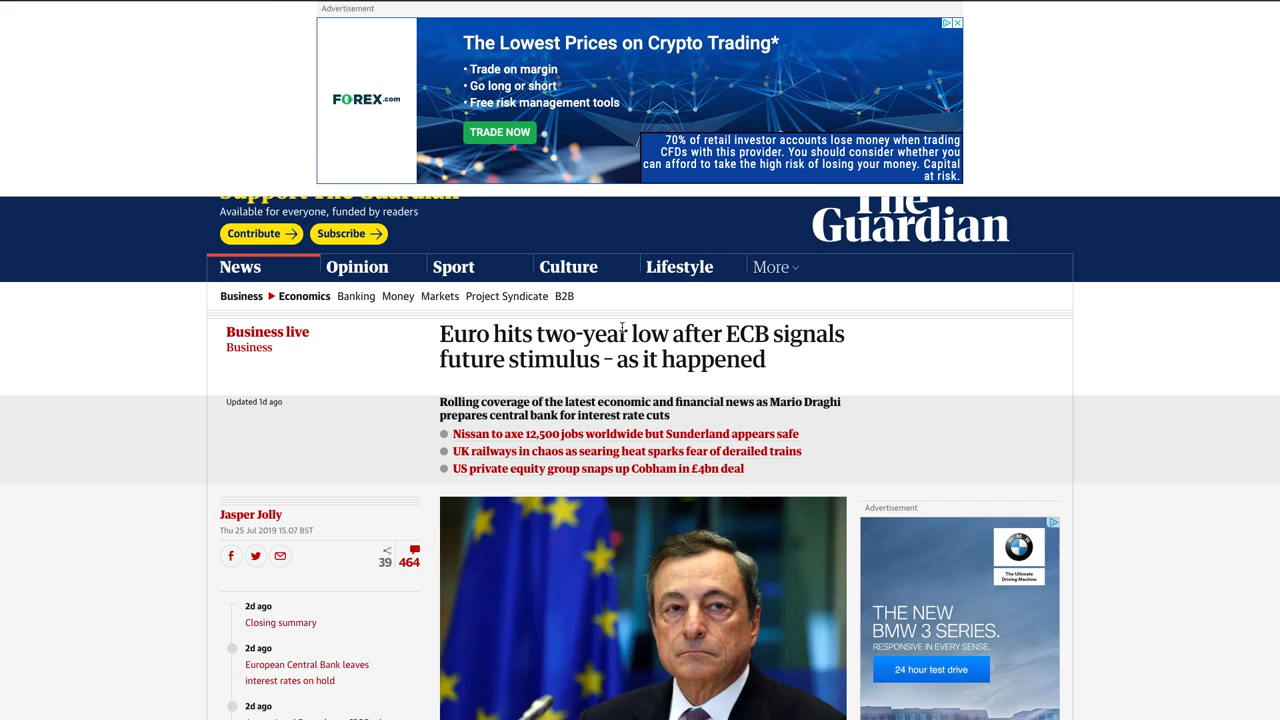 Advertisement
FOREX.com
The Lowest Prices on Crypto Trading*
• Trade on margin
• Go long or short
• Free risk management tools
TRADE NOW
70% of retail investor accounts lose money when trading
CFDs with this provider. You should consider whether you
can afford to take the high risk of losing your money. Capital
at risk.
Support The Guardian
Available for everyone, funded by readers
Contribute
Subscribe
The
Guardian
News
Opinion
Sport
Culture
Lifestyle
More
Business
Economics
Banking
Money
Markets
Project Syndicate
B2B
Business live
Business
Euro hits two-year low after ECB signals
future stimulus – as it happened
Updated 1d ago
Rolling coverage of the latest economic and financial news as Mario Draghi
prepares central bank for interest rate cuts
Nissan to axe 12,500 jobs worldwide but Sunderland appears safe
UK railways in chaos as searing heat sparks fear of derailed trains
US private equity group snaps up Cobham in £4bn deal
Jasper Jolly
Thu 25 Jul 2019 15.07 BST
39
464
2d ago
Closing summary
2d ago
European Central Bank leaves
interest rates on hold
2d ago
Advertisement
BMW
The Ultimate
Driving Machine
THE NEW
BMW 3 SERIES.
RESPONSIVE IN EVERY SENSE.
24 hour test drive